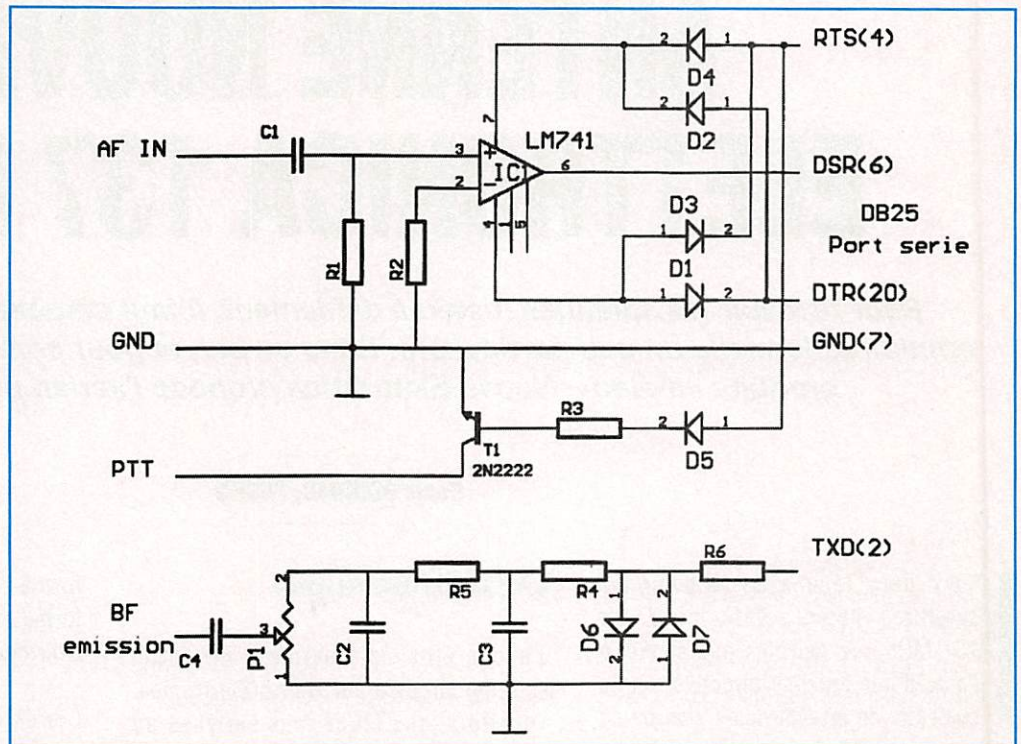 2 1 RTS(4)
D4
7 2 1
C1 LM741 D2
AF IN 3 + IC1 6 DSR(6)
2 -
D3 DB25
4 1 5 1 2 Port serie
R1 R2 D1
1 2 DTR(20)
GND GND(7)
R3 2 1
T1 D5
PTT 2N2222
TXD(2)
R6
2 R5 R4 2
BF
emission 3 C2 C3 D6 D7
C4 P1 1 2 1